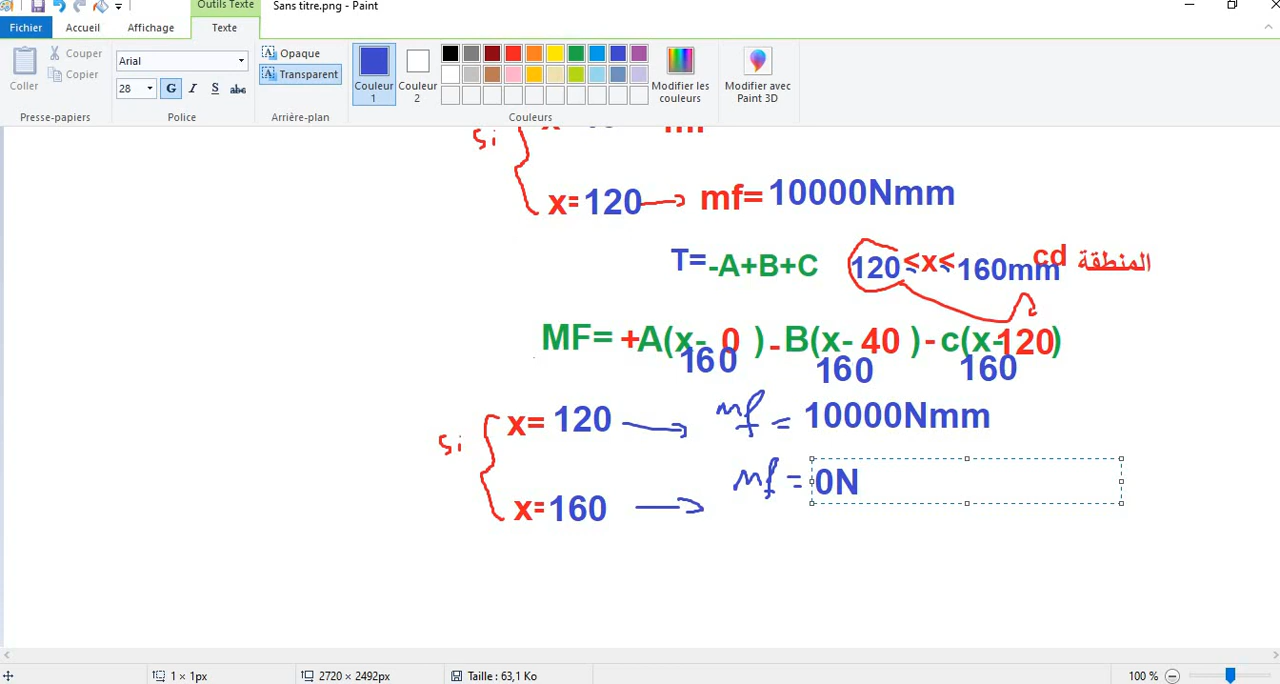 Outils Texte
Sans titre.png - Paint
Fichier Accueil Affichage Texte
Coller
Couper
Copier
Presse-papiers
Arial
28 G I S abc
Police
Opaque
Transparent
Arrière-plan
Couleur 1
Couleur 2
Couleurs
Modifier les couleurs
Modifier avec Paint 3D
si
x=120 mf= 10000Nmm
T=-A+B+C 120 <x< 160mm cd المنطقة
MF= +A(x- 0 ) - B(x- 40 ) - c(x-120)
160 160 160
si
x= 120 mf = 10000Nmm
x=160 mf = 0N
1 × 1px
2720 × 2492px
Taille : 63,1 Ko
100 %